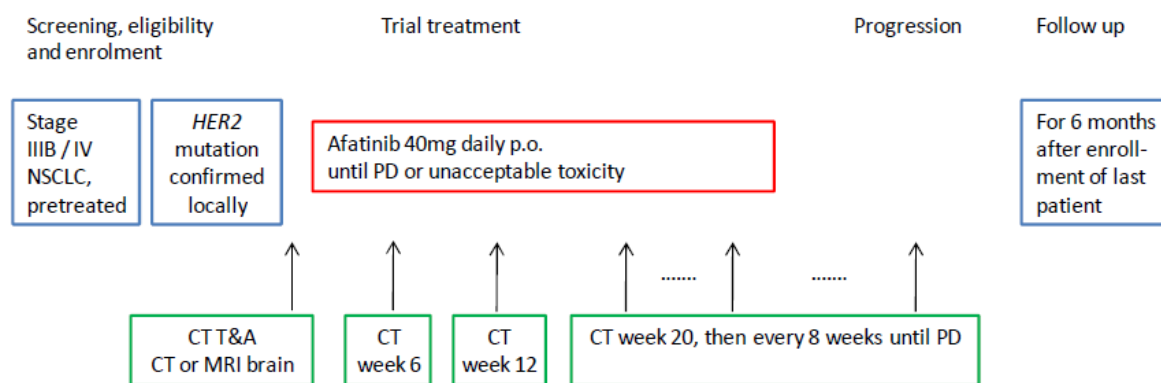 Screening, eligibility
and enrolment
Trial treatment
Progression
Follow up
Stage
IIIB / IV
NSCLC,
pretreated
HER2
mutation
confirmed
locally
Afatinib 40mg daily p.o.
until PD or unacceptable toxicity
For 6 months
after enroll-
ment of last
patient
.......
.......
CT T&A
CT or MRI brain
CT
week 6
CT
week 12
CT week 20, then every 8 weeks until PD